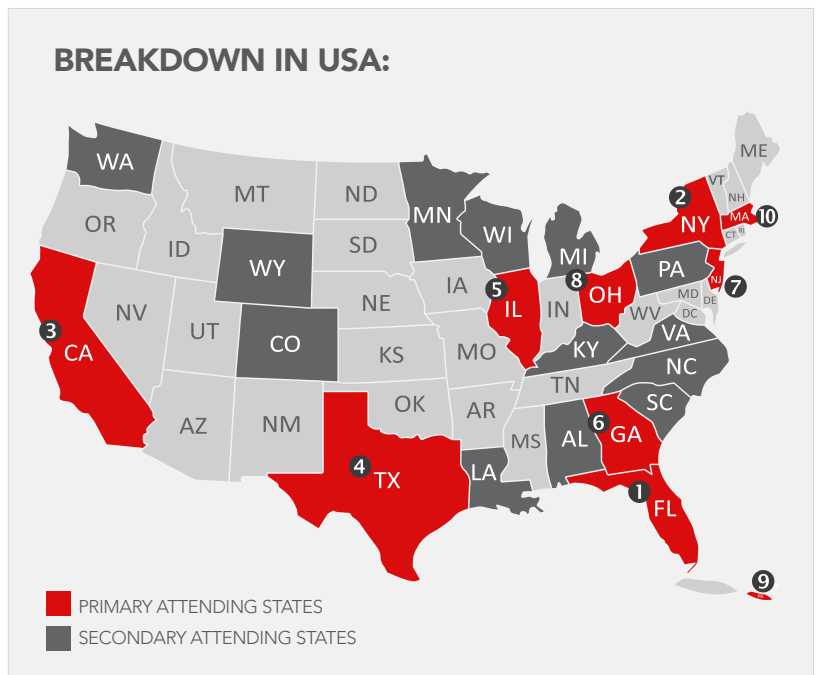 BREAKDOWN IN USA:
WA
MT
ND
MN
ME
VT
NH
2
NY
MA
10
OR
ID
SD
WI
MI
CT
RI
WY
PA
8
NJ
7
5
IL
IA
IN
OH
MD
DE
NV
NE
WV
DC
3
CA
UT
CO
KS
MO
KY
VA
NC
TN
AZ
NM
OK
AR
SC
MS
AL
6
GA
4
TX
LA
1
FL
9
PR
PRIMARY ATTENDING STATES
SECONDARY ATTENDING STATES